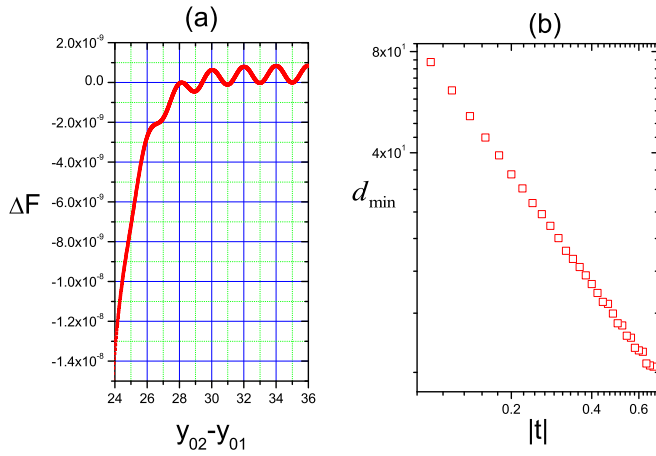 (a)
2.0x10⁻⁹
0.0
-2.0x10⁻⁹
-4.0x10⁻⁹
-6.0x10⁻⁹
-8.0x10⁻⁹
-1.0x10⁻⁸
-1.2x10⁻⁸
-1.4x10⁻⁸
ΔF
24 26 28 30 32 34 36
y₀₂-y₀₁
(b)
8x10¹
4x10¹
d_min
0.2 0.4 0.6
|t|